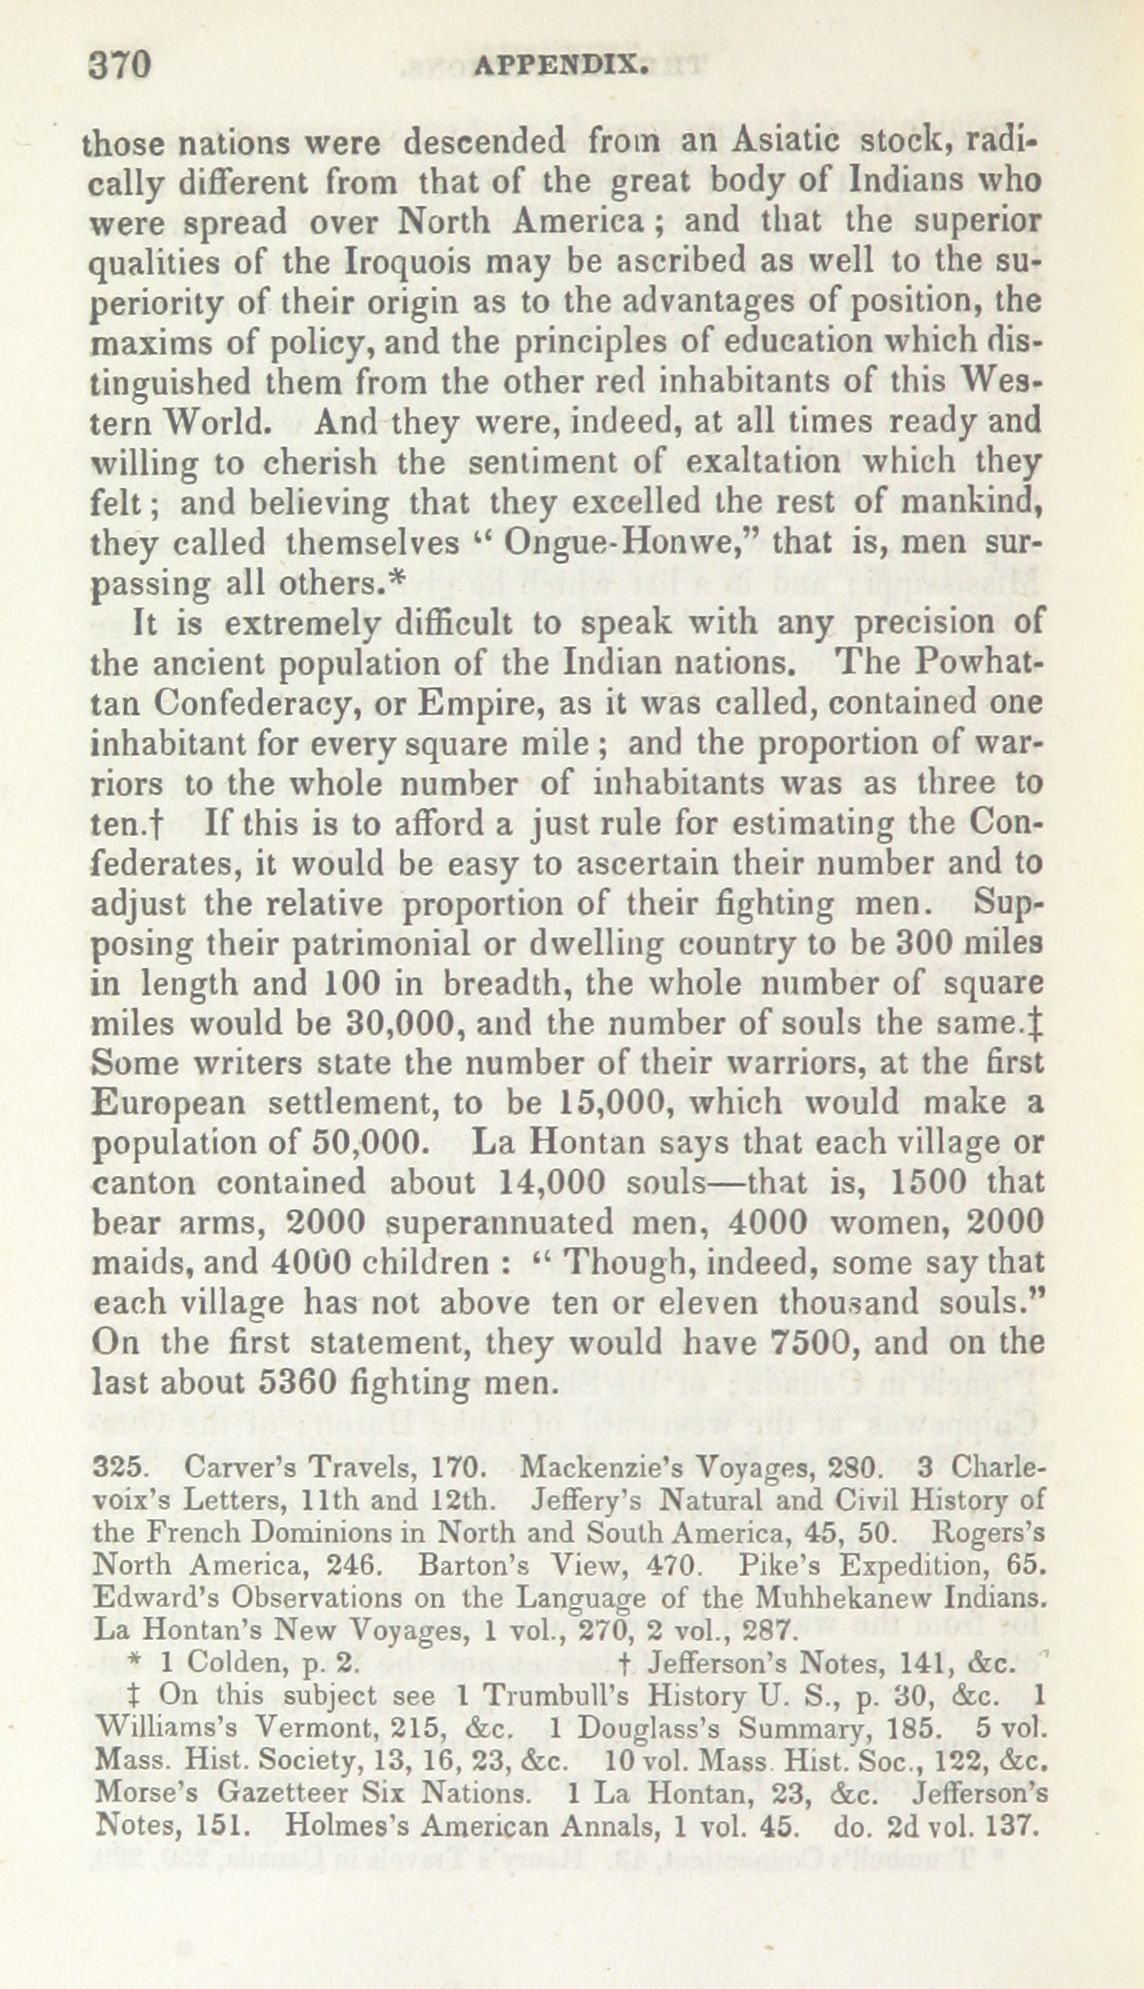 370 APPENDIX.
those nations were descended from an Asiatic stock, radi-
cally different from that of the great body of Indians who
were spread over North America; and that the superior
qualities of the Iroquois may be ascribed as well to the su-
periority of their origin as to the advantages of position, the
maxims of policy, and the principles of education which dis-
tinguished them from the other red inhabitants of this Wes-
tern World. And they were, indeed, at all times ready and
willing to cherish the sentiment of exaltation which they
felt; and believing that they excelled the rest of mankind,
they called themselves “Ongue-Honwe,” that is, men sur-
passing all others.*
It is extremely difficult to speak with any precision of
the ancient population of the Indian nations. The Powhat-
tan Confederacy, or Empire, as it was called, contained one
inhabitant for every square mile; and the proportion of war-
riors to the whole number of inhabitants was as three to
ten.† If this is to afford a just rule for estimating the Con-
federates, it would be easy to ascertain their number and to
adjust the relative proportion of their fighting men. Sup-
posing their patrimonial or dwelling country to be 300 miles
in length and 100 in breadth, the whole number of square
miles would be 30,000, and the number of souls the same.‡
Some writers state the number of their warriors, at the first
European settlement, to be 15,000, which would make a
population of 50,000. La Hontan says that each village or
canton contained about 14,000 souls—that is, 1500 that
bear arms, 2000 superannuated men, 4000 women, 2000
maids, and 4000 children: “Though, indeed, some say that
each village has not above ten or eleven thousand souls.”
On the first statement, they would have 7500, and on the
last about 5360 fighting men.
325. Carver's Travels, 170. Mackenzie's Voyages, 280. 3 Charle-
voix's Letters, 11th and 12th. Jeffery's Natural and Civil History of
the French Dominions in North and South America, 45, 50. Rogers's
North America, 246. Barton's View, 470. Pike's Expedition, 65.
Edward's Observations on the Language of the Muhhekanew Indians.
La Hontan's New Voyages, 1 vol., 270, 2 vol., 287.
* 1 Colden, p. 2. † Jefferson's Notes, 141, &c.
‡ On this subject see 1 Trumbull's History U. S., p. 30, &c. 1
Williams's Vermont, 215, &c. 1 Douglass's Summary, 185. 5 vol.
Mass. Hist. Society, 13, 16, 23, &c. 10 vol. Mass. Hist. Soc., 122, &c.
Morse's Gazetteer Six Nations. 1 La Hontan, 23, &c. Jefferson's
Notes, 151. Holmes's American Annals, 1 vol. 45. do. 2d vol. 137.